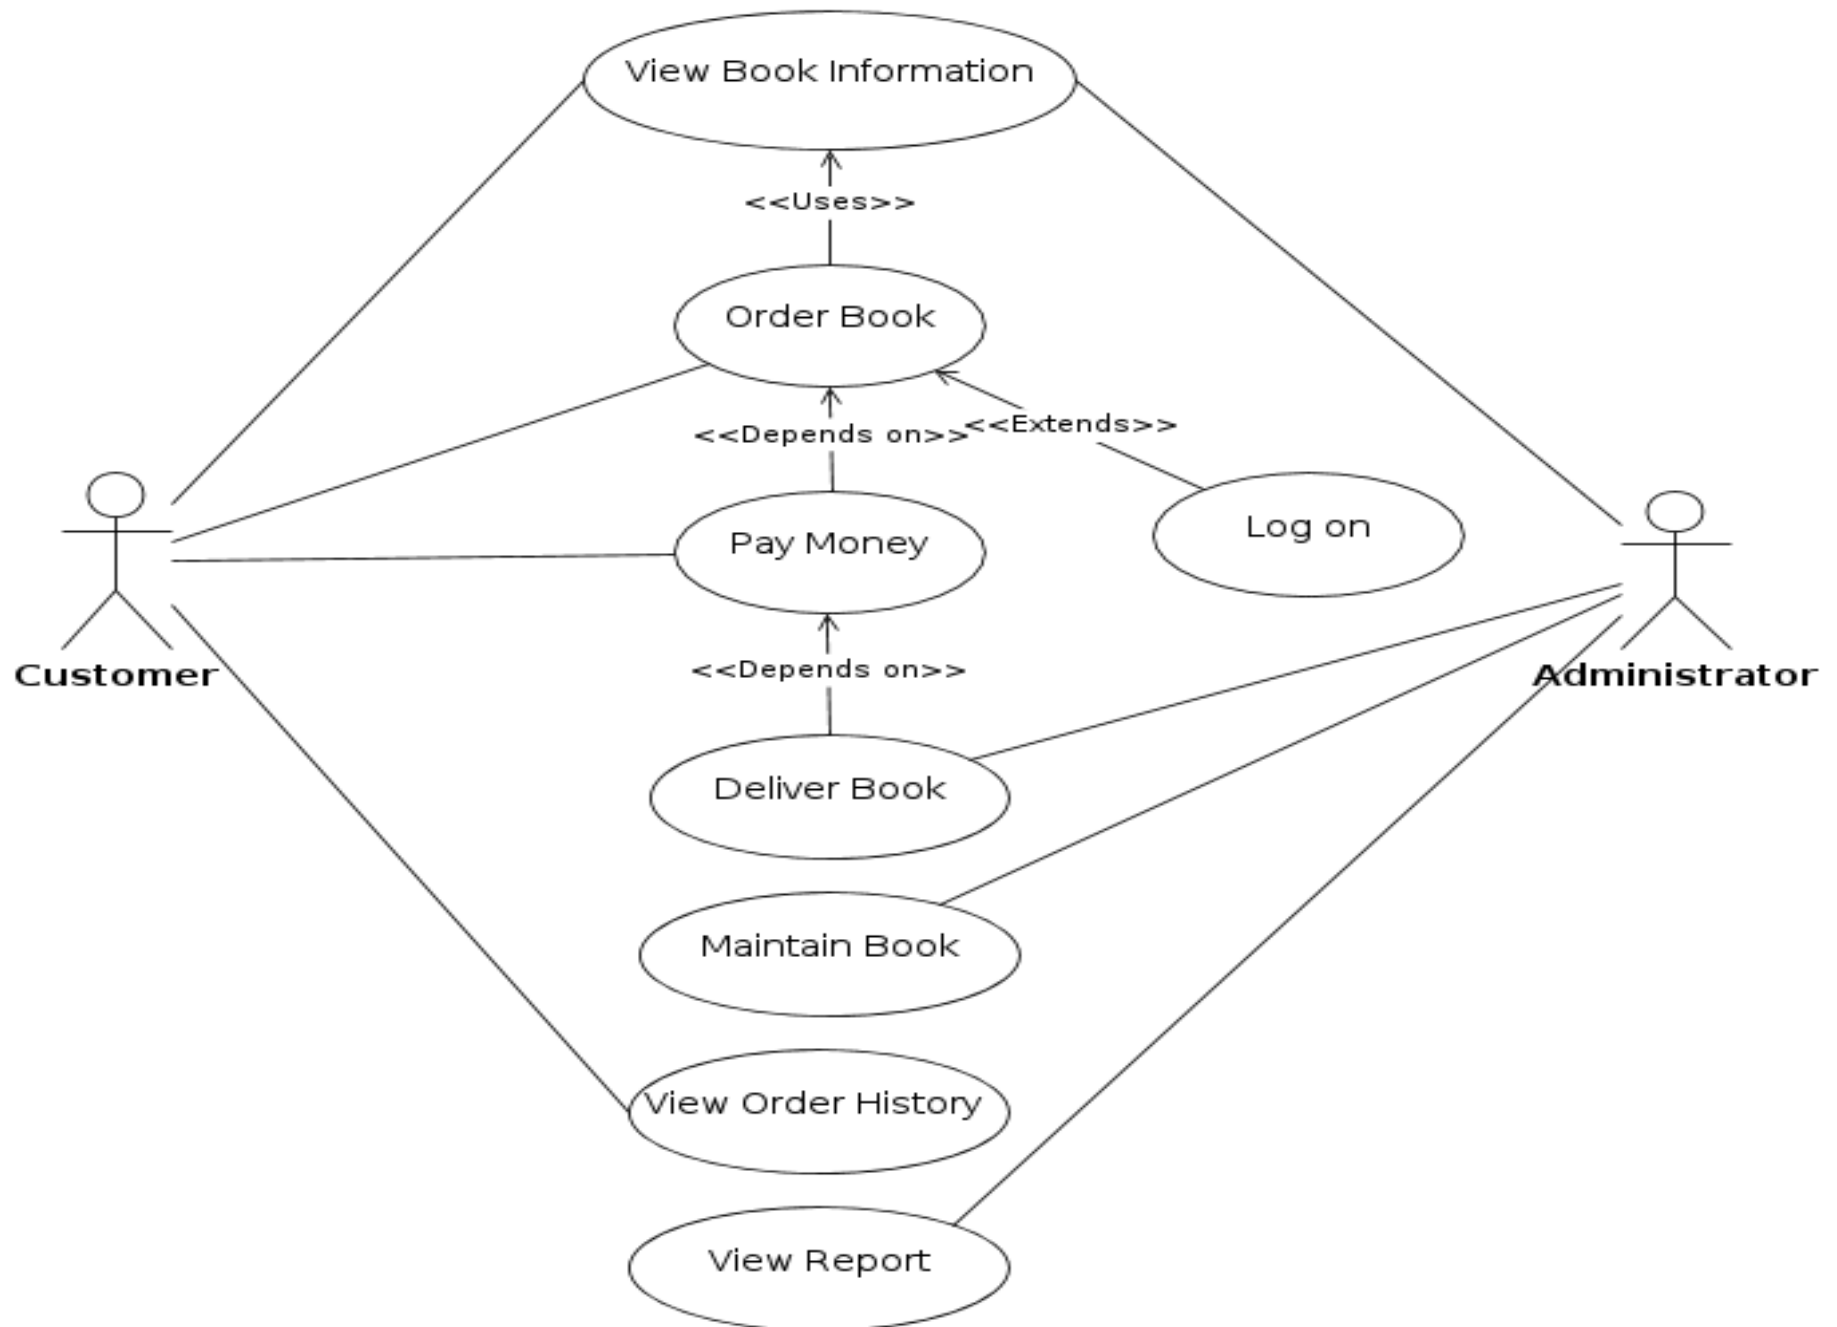 View Book Information
<<Uses>>
Order Book
<<Depends on>>
<<Extends>>
Log on
Pay Money
Customer
Administrator
<<Depends on>>
Deliver Book
Maintain Book
View Order History
View Report